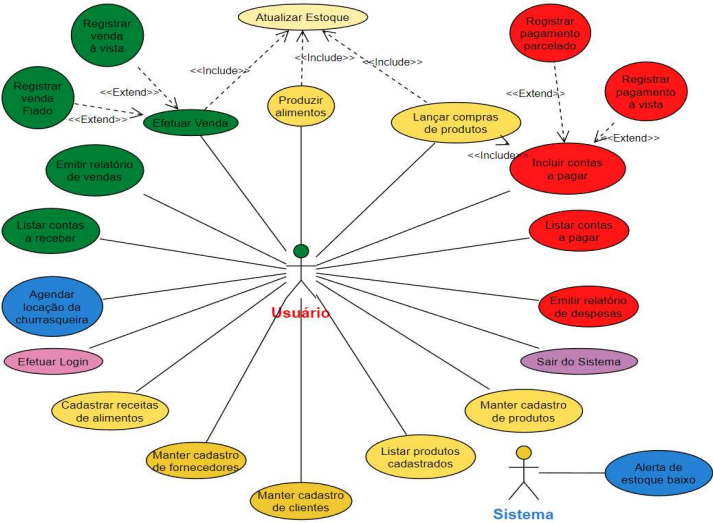 Registrar
venda
à vista
Atualizar Estoque
Registrar
pagamento
parcelado
Registrar
venda
Fiado
<<Extend>>
<<Extend>>
<<Include>>
<<Include>>
<<Include>>
Produzir
alimentos
Efetuar Venda
Lançar compras
de produtos
<<Extend>>
Registrar
pagamento
à vista
<<Extend>>
<<Include>>
Incluir contas
a pagar
Emitir relatório
de vendas
Listar contas
a receber
Listar contas
a pagar
Agendar
locação da
churrasqueira
Usuário
Emitir relatório
de despesas
Efetuar Login
Sair do Sistema
Cadastrar receitas
de alimentos
Manter cadastro
de produtos
Manter cadastro
de fornecedores
Listar produtos
cadastrados
Manter cadastro
de clientes
Alerta de
estoque baixo
Sistema